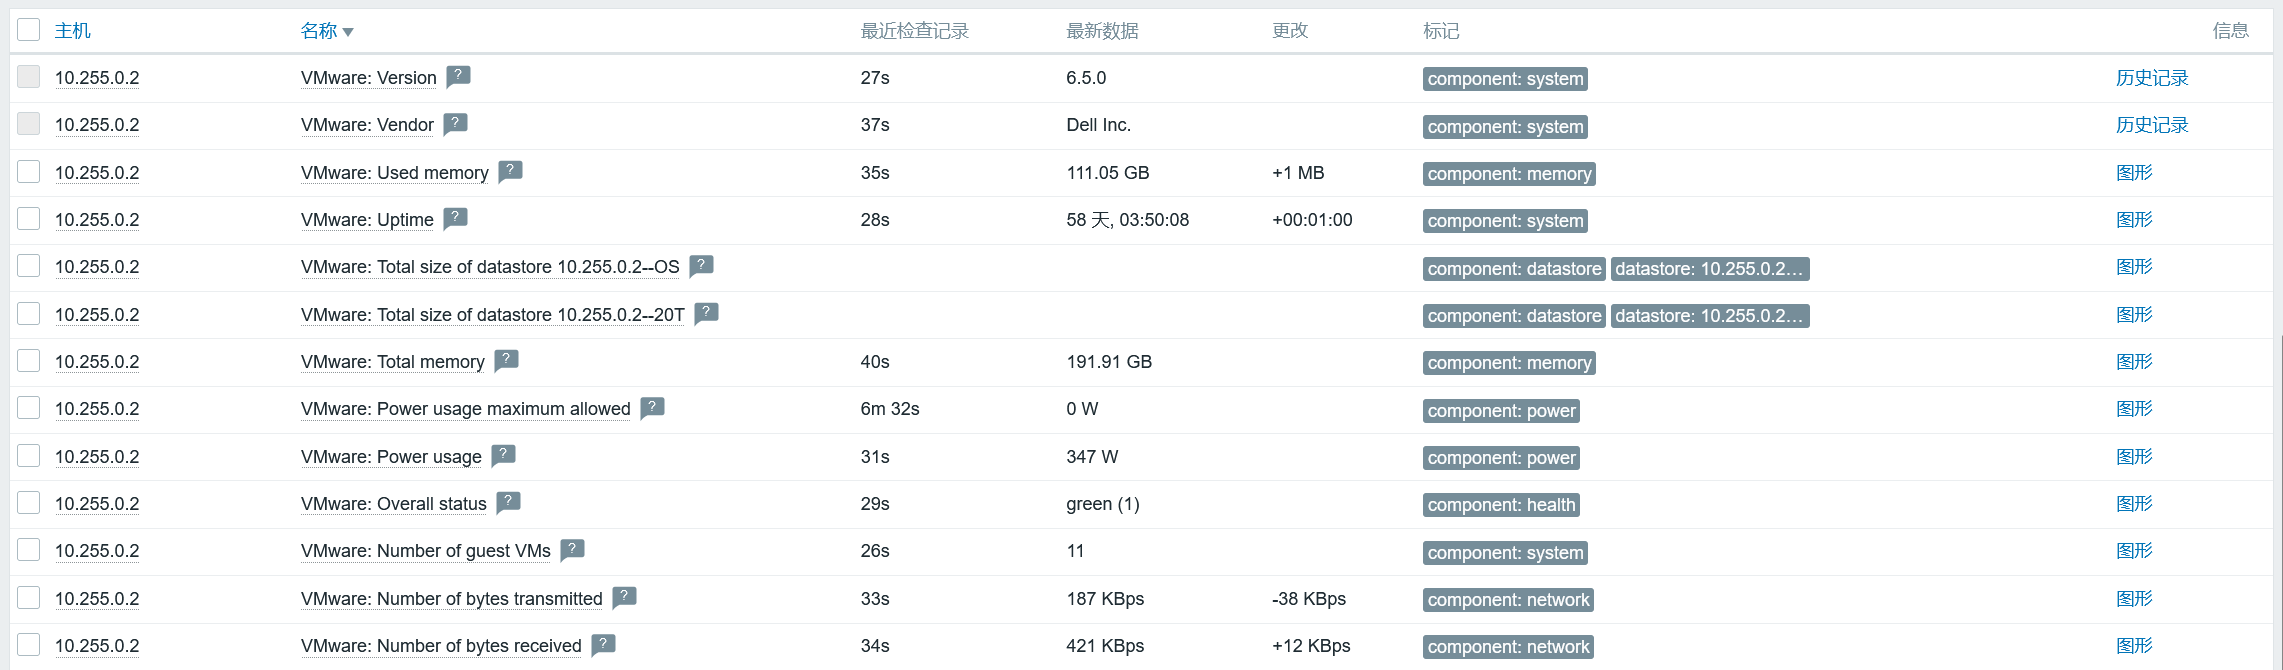 主机 名称 最近检查记录 最新数据 更改 标记 信息
10.255.0.2 VMware: Version ? 27s 6.5.0 component: system 历史记录
10.255.0.2 VMware: Vendor ? 37s Dell Inc. component: system 历史记录
10.255.0.2 VMware: Used memory ? 35s 111.05 GB +1 MB component: memory 图形
10.255.0.2 VMware: Uptime ? 28s 58 天, 03:50:08 +00:01:00 component: system 图形
10.255.0.2 VMware: Total size of datastore 10.255.0.2--OS ? component: datastore datastore: 10.255.0.2... 图形
10.255.0.2 VMware: Total size of datastore 10.255.0.2--20T ? component: datastore datastore: 10.255.0.2... 图形
10.255.0.2 VMware: Total memory ? 40s 191.91 GB component: memory 图形
10.255.0.2 VMware: Power usage maximum allowed ? 6m 32s 0 W component: power 图形
10.255.0.2 VMware: Power usage ? 31s 347 W component: power 图形
10.255.0.2 VMware: Overall status ? 29s green (1) component: health 图形
10.255.0.2 VMware: Number of guest VMs ? 26s 11 component: system 图形
10.255.0.2 VMware: Number of bytes transmitted ? 33s 187 KBps -38 KBps component: network 图形
10.255.0.2 VMware: Number of bytes received ? 34s 421 KBps +12 KBps component: network 图形